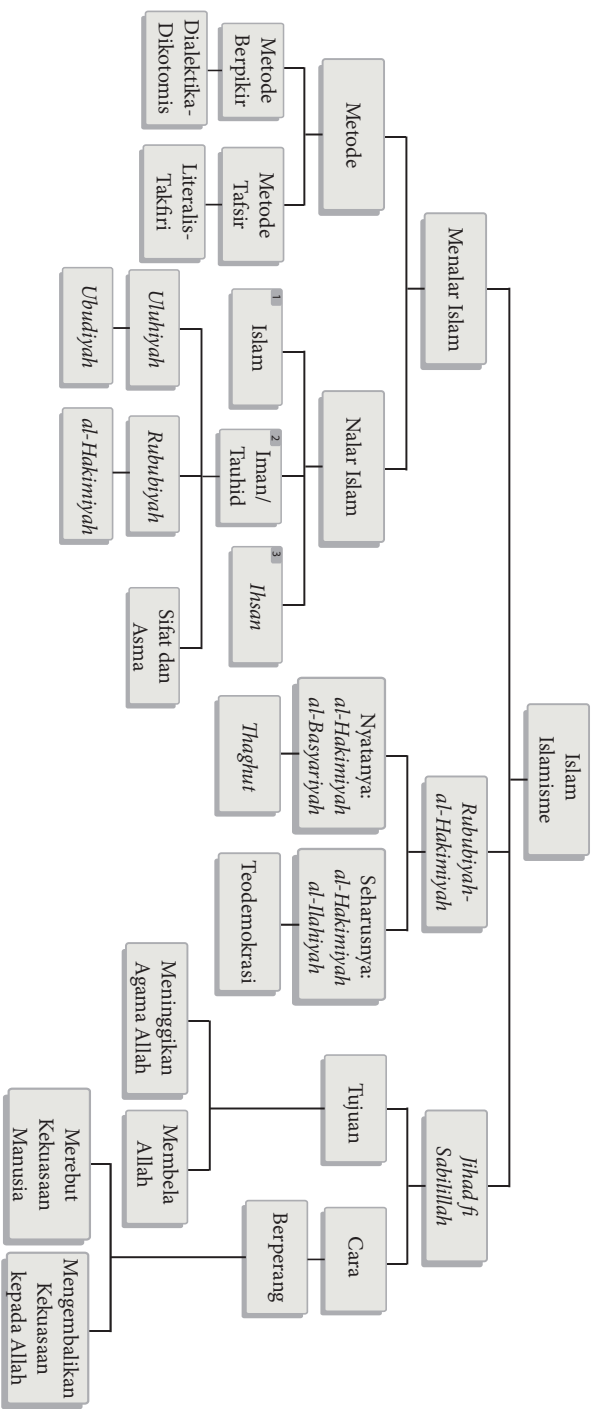 Islam
Islamisme
Menalar Islam
Rububiyah-
al-Hakimiyah
Jihad fi
Sabilillah
Metode
Nalar Islam
Nyatanya:
al-Hakimiyah
al-Basyariyah
Seharusnya:
al-Hakimiyah
al-Ilahiyah
Tujuan
Cara
Metode
Berpikir
Metode
Tafsir
1
Islam
2
Iman/
Tauhid
3
Ihsan
Thaghut
Teodemokrasi
Berperang
Dialektika-
Dikotomis
Literalis-
Takfiri
Uluhiyah
Rububiyah
Sifat dan
Asma
Meninggikan
Agama Allah
Membela
Allah
Ubudiyah
al-Hakimiyah
Merebut
Kekuasaan
Manusia
Mengembalikan
Kekuasaan
kepada Allah